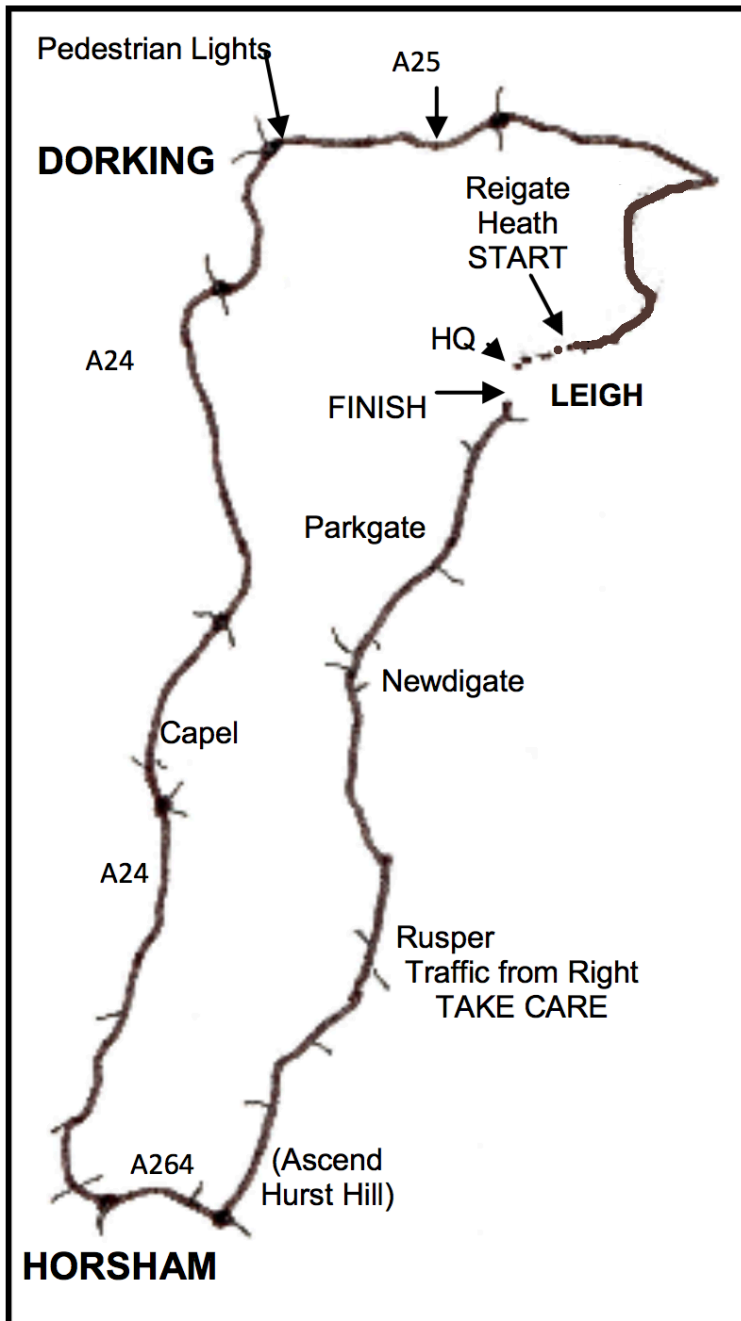 Pedestrian Lights
A25
DORKING
Reigate
Heath
START
HQ
A24
FINISH
LEIGH
Parkgate
Newdigate
Capel
A24
Rusper
Traffic from Right
TAKE CARE
A264
(Ascend
Hurst Hill)
HORSHAM